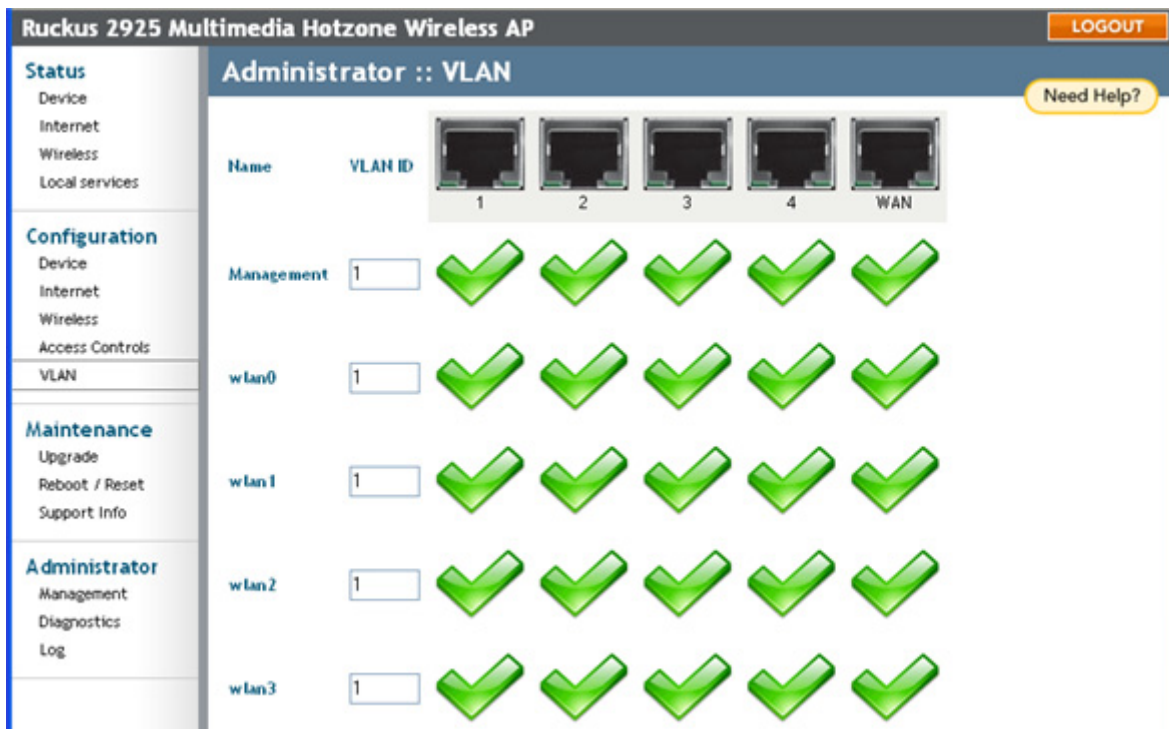 Ruckus 2925 Multimedia Hotzone Wireless AP
LOGOUT
Status
Device
Internet
Wireless
Local services
Configuration
Device
Internet
Wireless
Access Controls
VLAN
Maintenance
Upgrade
Reboot / Reset
Support Info
Administrator
Management
Diagnostics
Log
Administrator :: VLAN
Need Help?
Name VLAN ID
1 2 3 4 WAN
Management 1
wlan0 1
wlan1 1
wlan2 1
wlan3 1